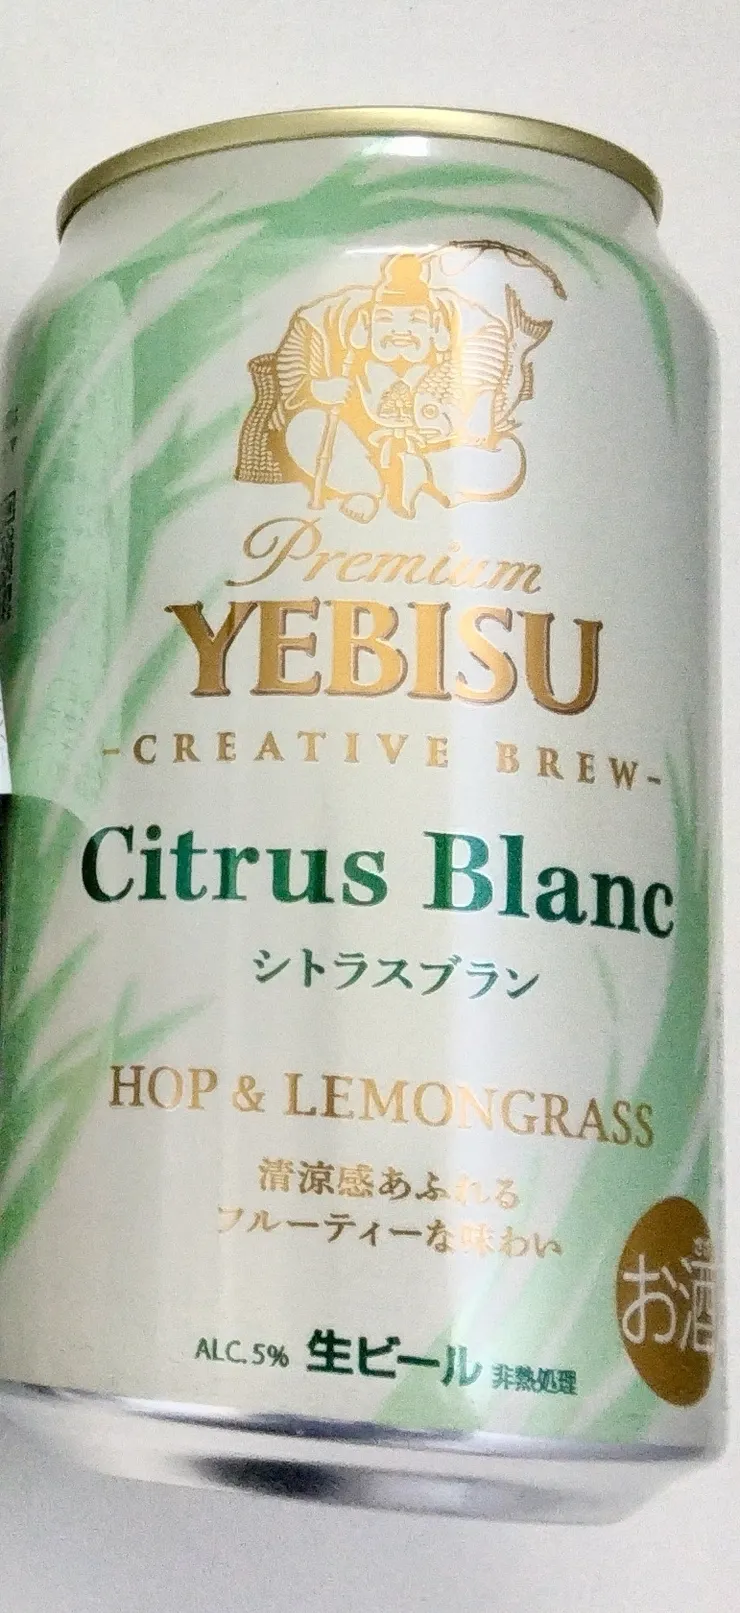 Premium
YEBISU
-CREATIVE BREW-
Citrus Blanc
シトラスブラン
HOP & LEMONGRASS
清涼感あふれる
フルーティーな味わい
お酒
ALC.5% 生ビール 非熱処理